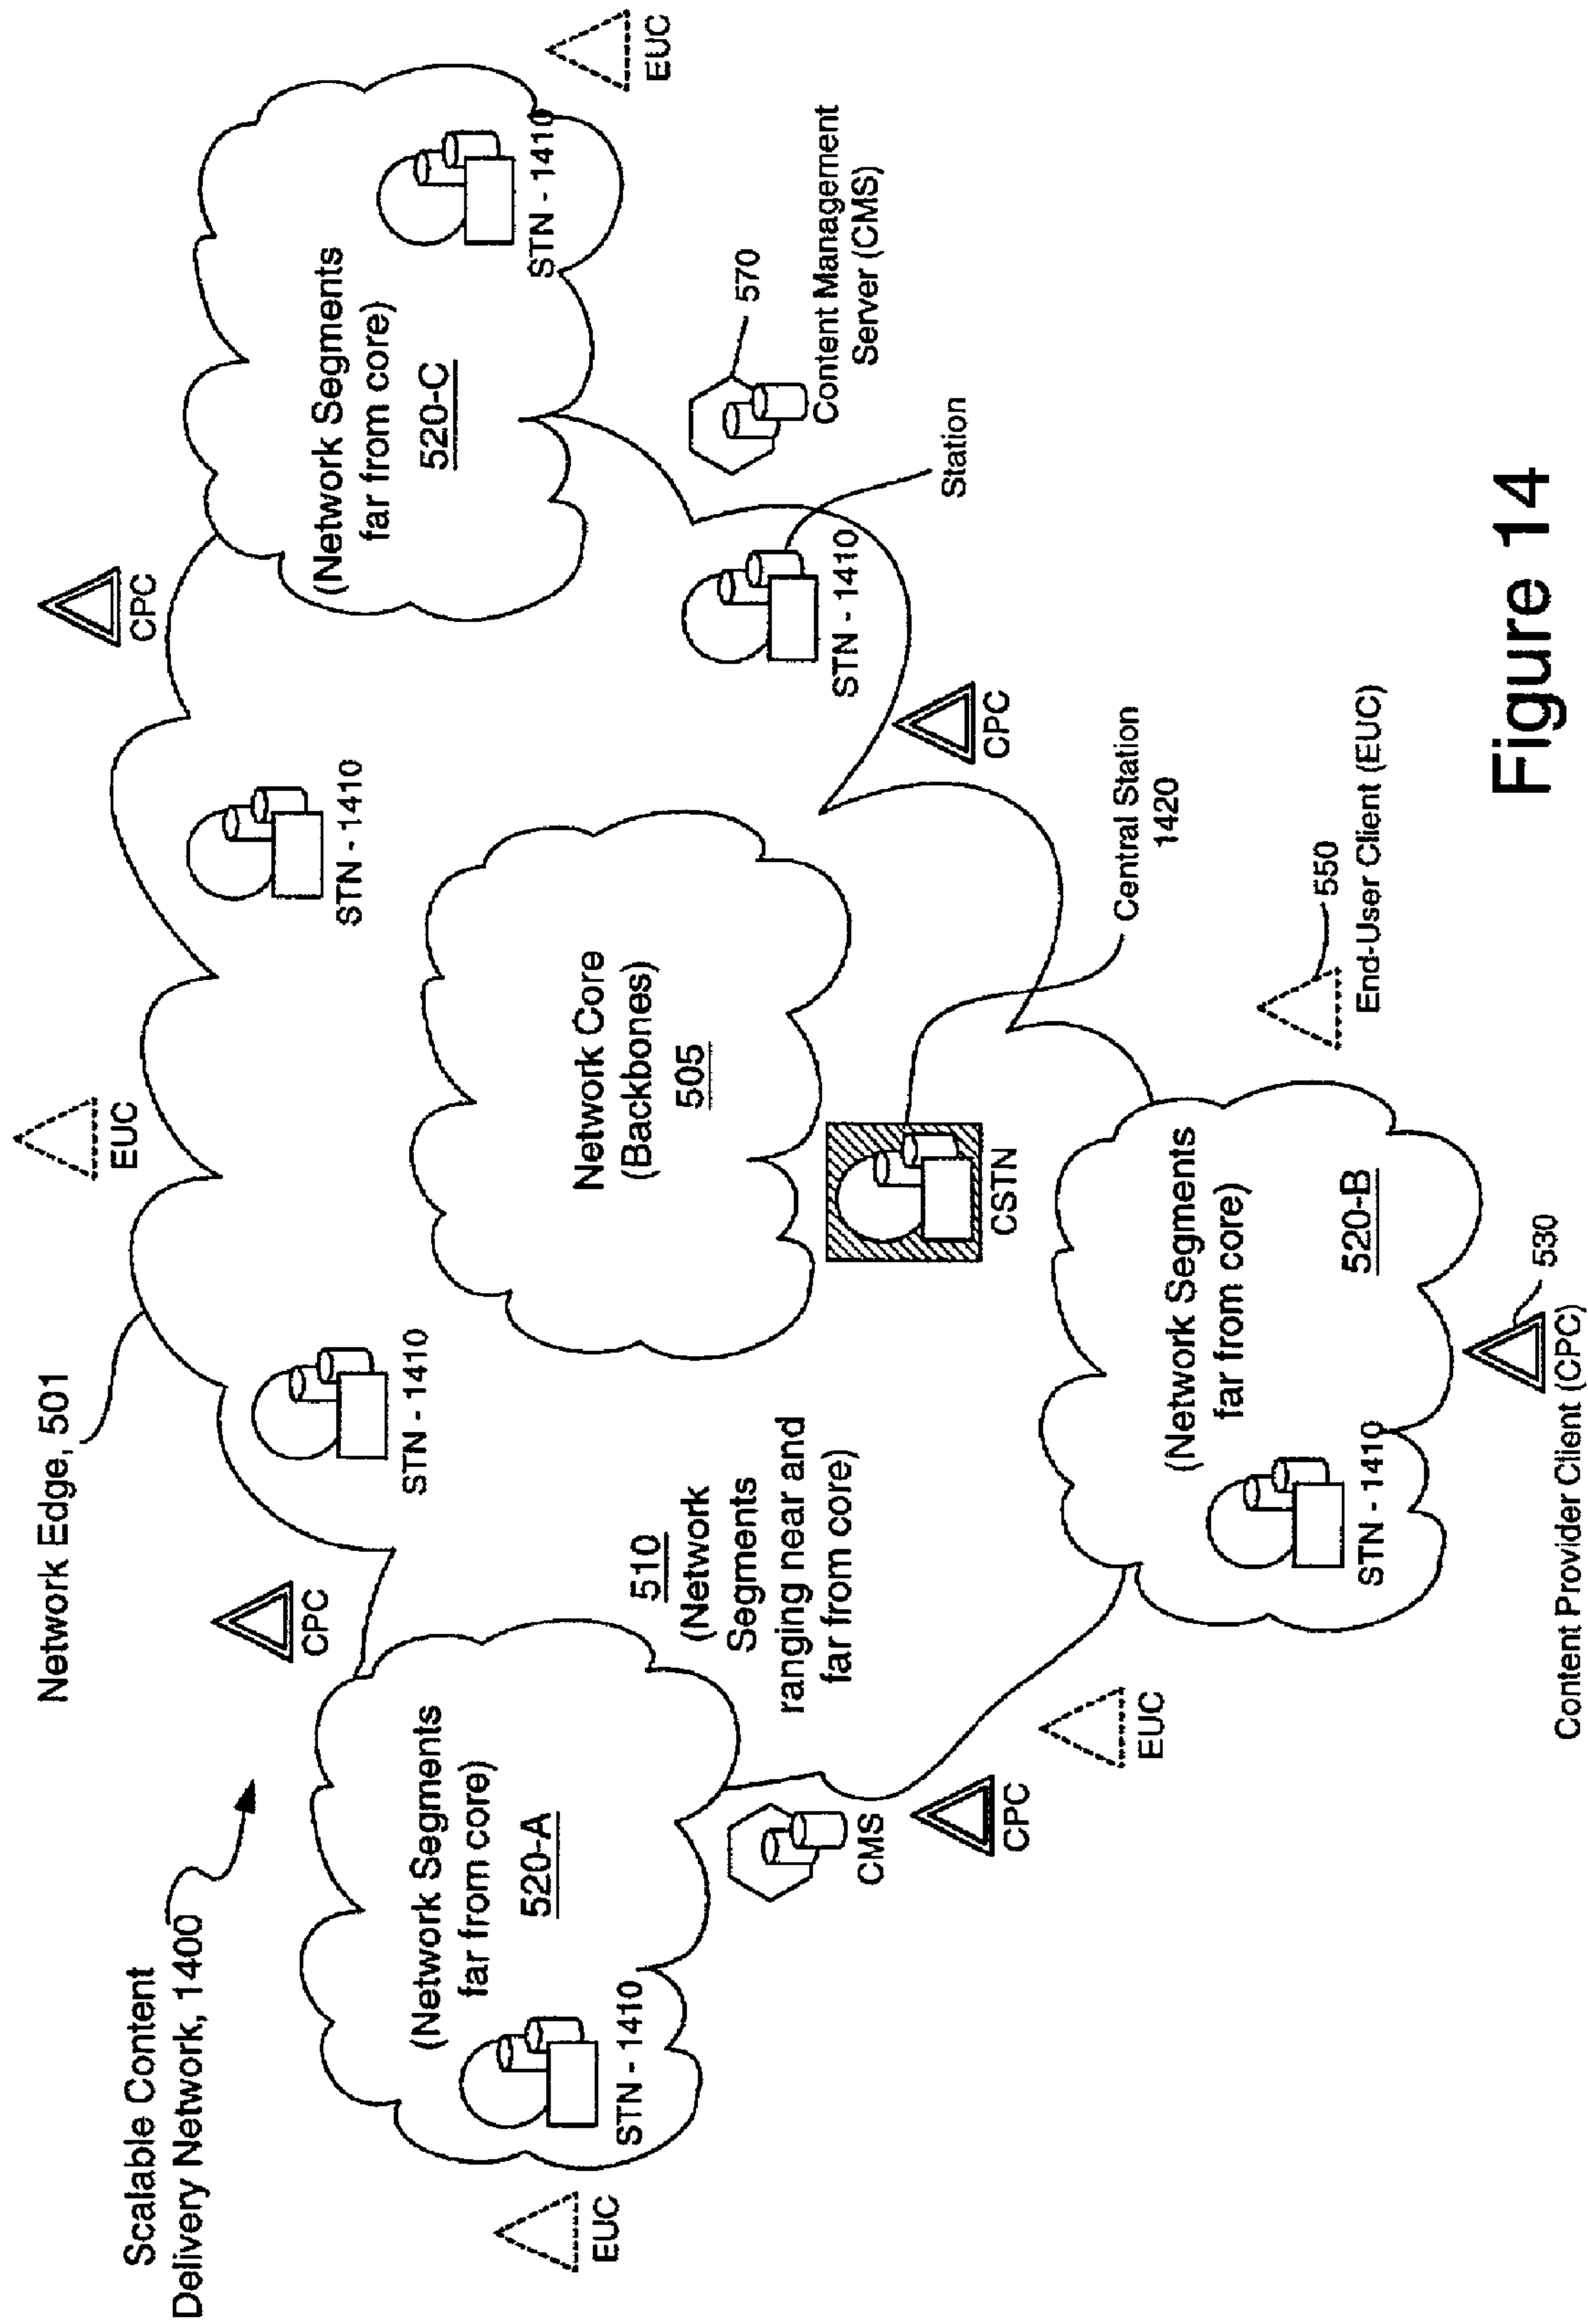 Scalable Content
Delivery Network, 1400
Network Edge, 501
EUC
CPC
EUC
CPC
EUC
(Network Segments
far from core)
520-A
STN - 1410
STN - 1410
STN - 1410
(Network Segments
far from core)
520-C
STN - 1410
510
(Network
Segments
ranging near and
far from core)
Network Core
(Backbones)
505
CMS
CPC
EUC
CSTN
STN - 1410
570
Content Management
Server (CMS)
Station
CPC
Central Station
1420
(Network Segments
far from core)
520-B
STN - 1410
550
End-User Client (EUC)
530
Content Provider Client (CPC)
Figure 14